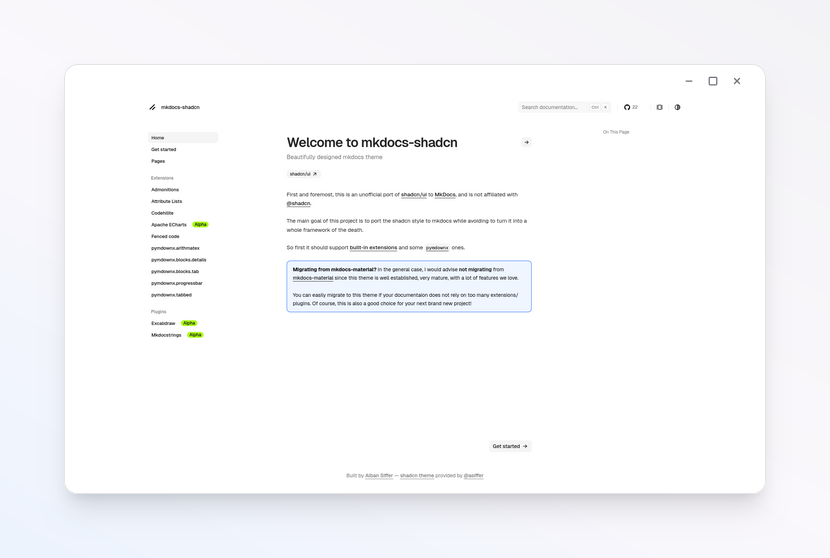 mkdocs-shadcn
Search documentation...
Ctrl K
22
Home
Get started
Pages
Extensions
Admonitions
Attribute Lists
Codehilite
Apache ECharts Alpha
Fenced code
pymdownx.arithmatex
pymdownx.blocks.details
pymdownx.blocks.tab
pymdownx.progressbar
pymdownx.tabbed
Plugins
Excalidraw Alpha
Mkdocstrings Alpha
Welcome to mkdocs-shadcn
Beautifully designed mkdocs theme
shadcn/ui
First and foremost, this is an unofficial port of shadcn/ui to MkDocs, and is not affiliated with
@shadcn.
The main goal of this project is to port the shadcn style to mkdocs while avoiding to turn it into a
whole framework of the death.
So first it should support built-in extensions and some pymdownx ones.
Migrating from mkdocs-material? In the general case, I would advise not migrating from
mkdocs-material since this theme is well established, very mature, with a lot of features we love.
You can easily migrate to this theme if your documentaion does not rely on too many extensions/
plugins. Of course, this is also a good choice for your next brand new project!
Get started
On This Page
Built by Alban Siffer — shadcn theme provided by @asiffer